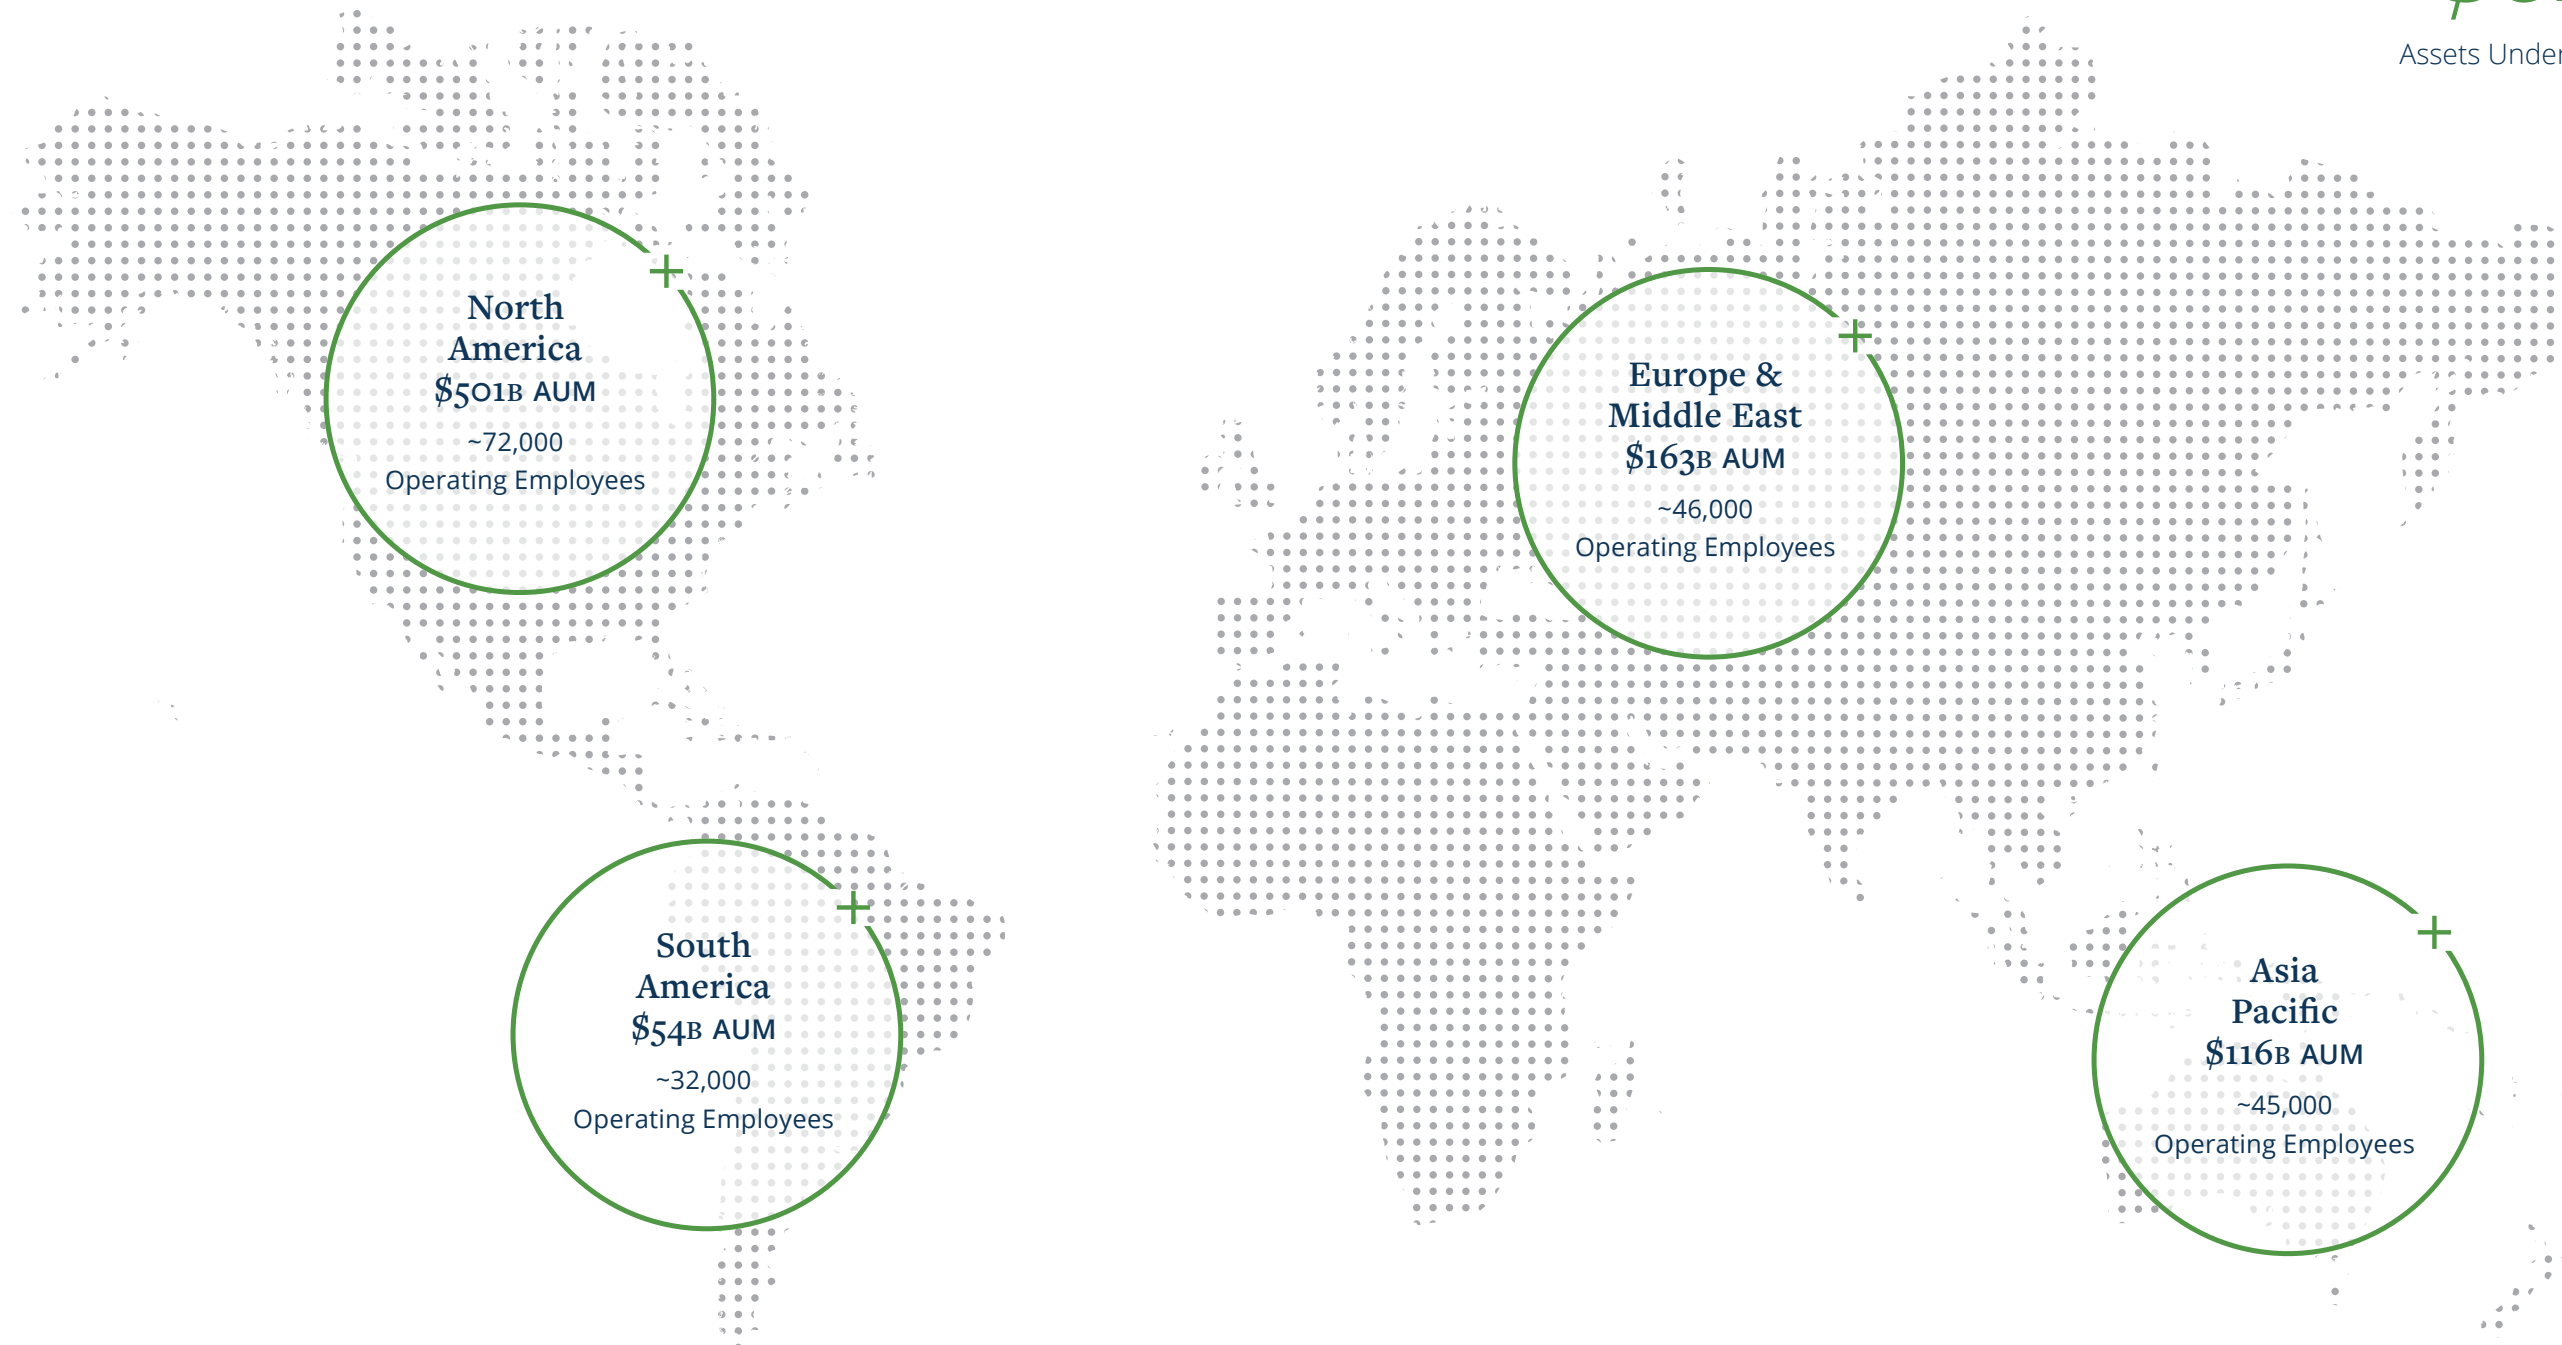 Assets Under
North
America
$501B AUM
~72,000
Operating Employees
Europe &
Middle East
$163B AUM
~46,000
Operating Employees
South
America
$54B AUM
~32,000
Operating Employees
Asia
Pacific
$116B AUM
~45,000
Operating Employees